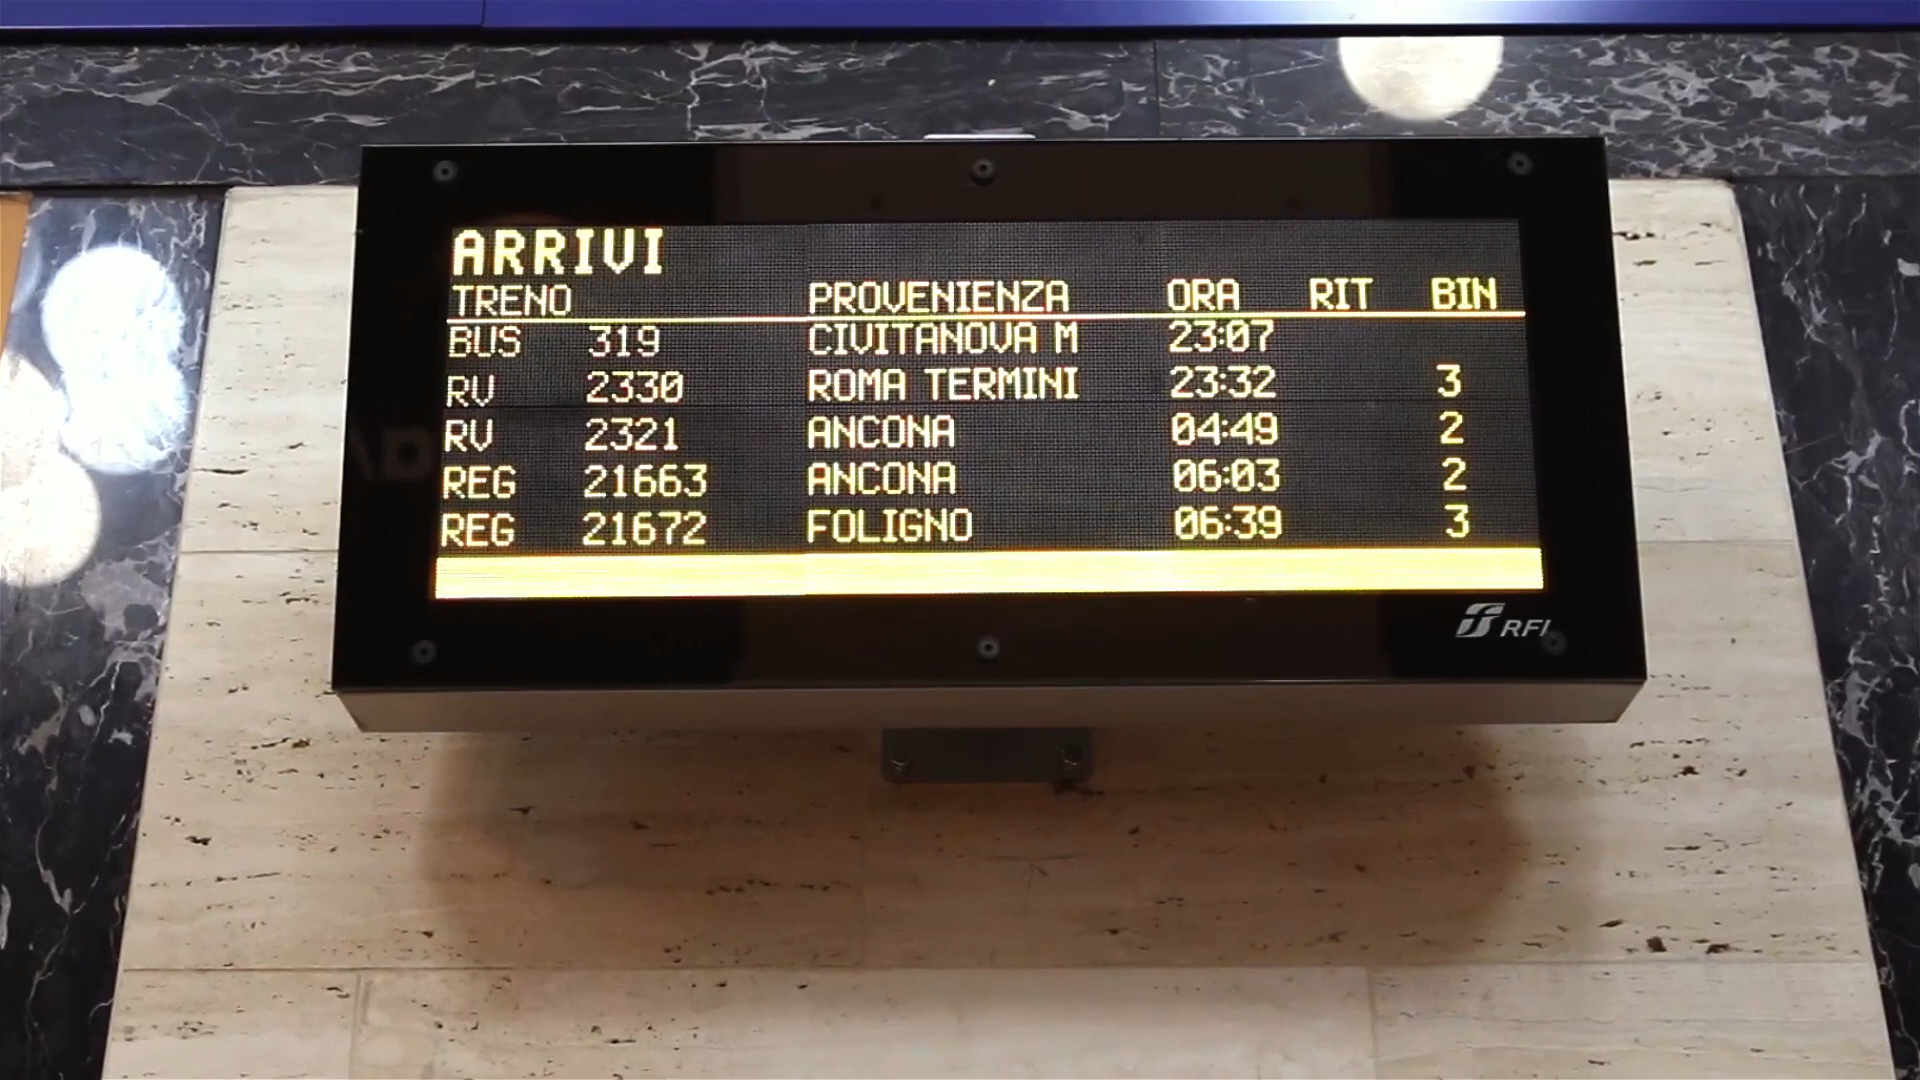 ARRIVI
TRENO PROVENIENZA ORA RIT BIN
BUS 319 CIVITANOVA M 23:07
RV 2330 ROMA TERMINI 23:32 3
RV 2321 ANCONA 04:49 2
REG 21663 ANCONA 06:03 2
REG 21672 FOLIGNO 06:39 3
RFI